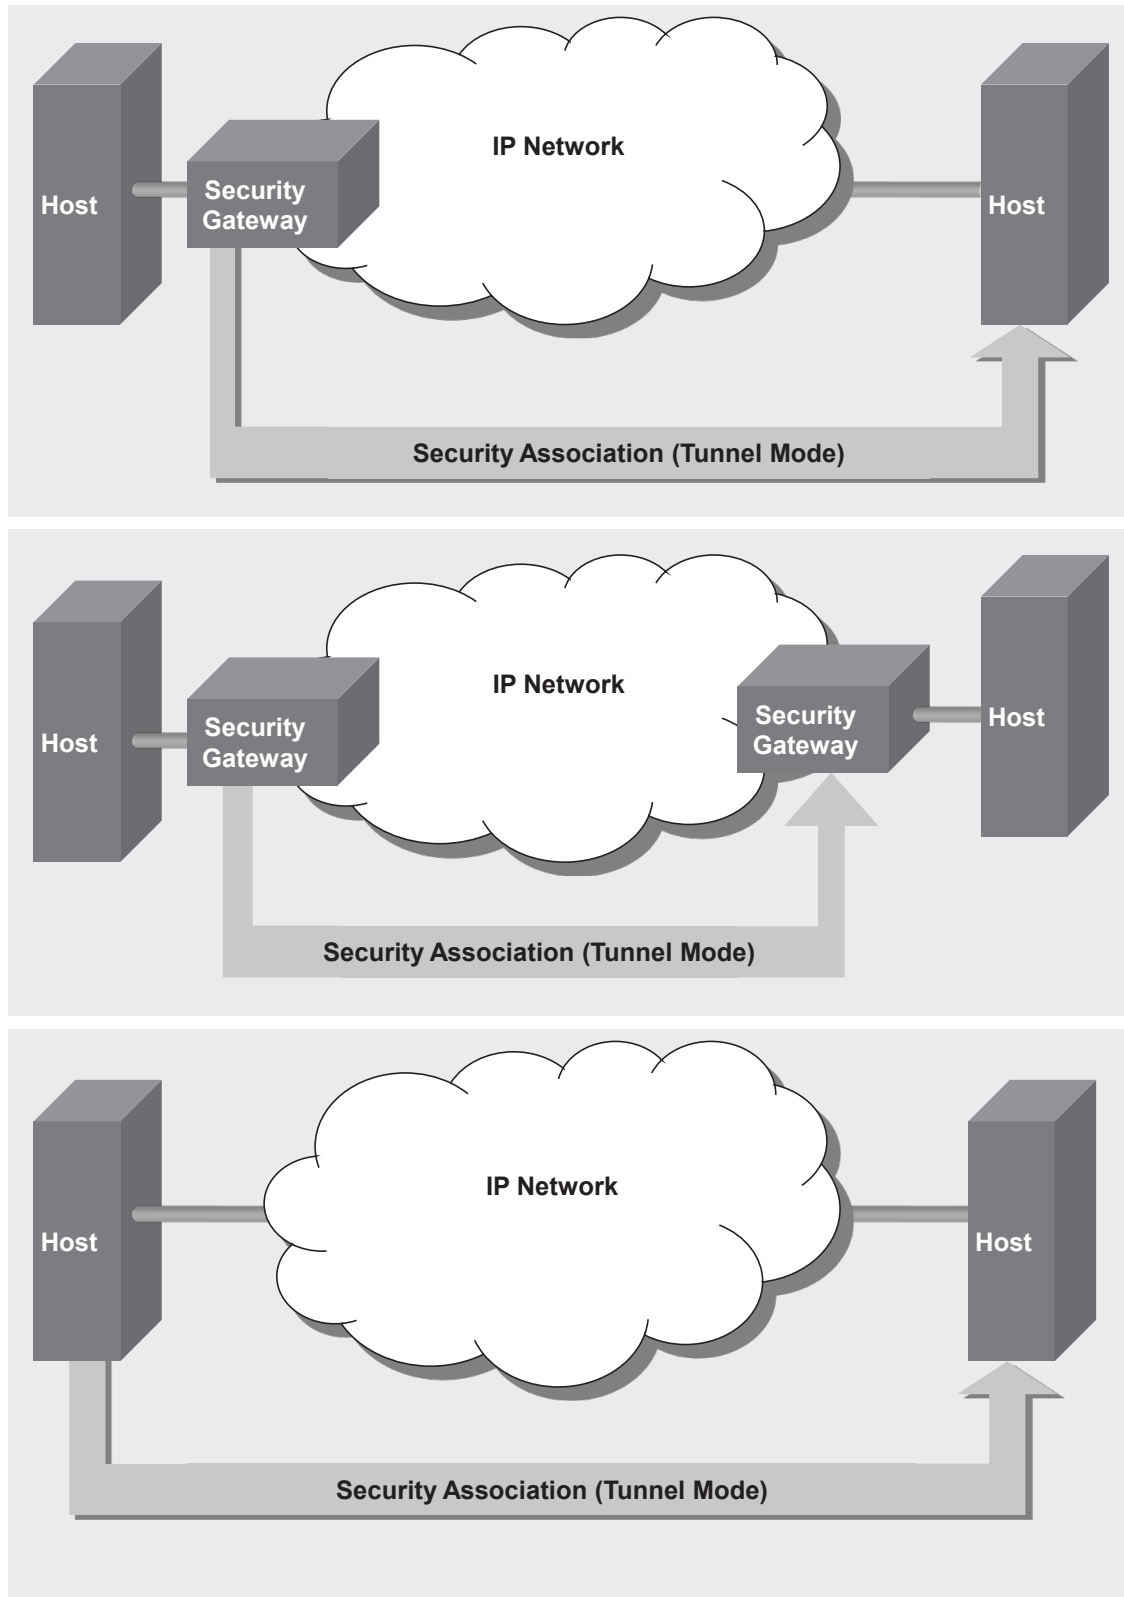 IP Network
Host
Security
Gateway
Host
Security Association (Tunnel Mode)
IP Network
Host
Security
Gateway
Security
Gateway
Host
Security Association (Tunnel Mode)
IP Network
Host
Host
Security Association (Tunnel Mode)